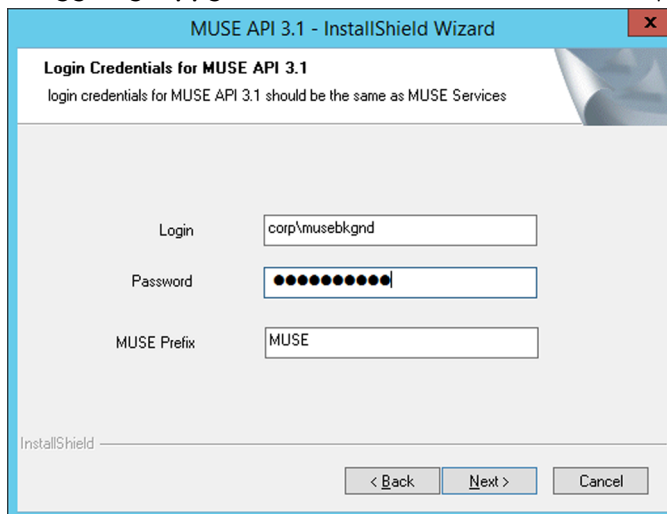 MUSE API 3.1 - InstallShield Wizard
x
Login Credentials for MUSE API 3.1
login credentials for MUSE API 3.1 should be the same as MUSE Services
Login corp\musebkgnd
Password ●●●●●●●●●●
MUSE Prefix MUSE
InstallShield
< Back Next > Cancel